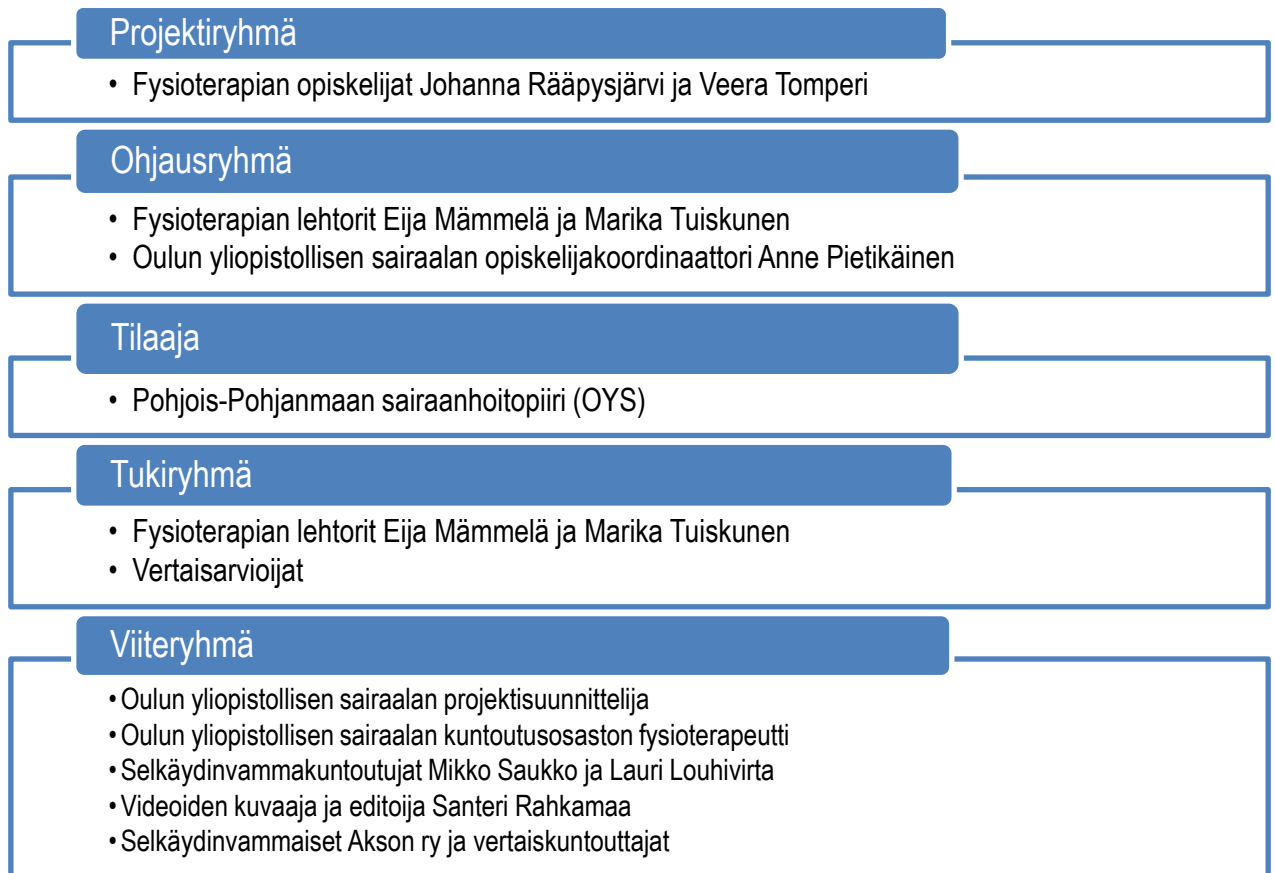 Projektiryhmä
• Fysioterapian opiskelijat Johanna Rääpysjärvi ja Veera Tomperi
Ohjausryhmä
• Fysioterapian lehtorit Eija Mämmelä ja Marika Tuiskunen
• Oulun yliopistollisen sairaalan opiskelijakoordinaattori Anne Pietikäinen
Tilaaja
• Pohjois-Pohjanmaan sairaanhoitopiiri (OYS)
Tukiryhmä
• Fysioterapian lehtorit Eija Mämmelä ja Marika Tuiskunen
• Vertaisarvioijat
Viiteryhmä
• Oulun yliopistollisen sairaalan projektisuunnittelija
• Oulun yliopistollisen sairaalan kuntoutusosaston fysioterapeutti
• Selkäydinvammakuntoutujat Mikko Saukko ja Lauri Louhivirta
• Videoiden kuvaaja ja editoija Santeri Rahkamaa
• Selkäydinvammaiset Akson ry ja vertaiskuntouttajat